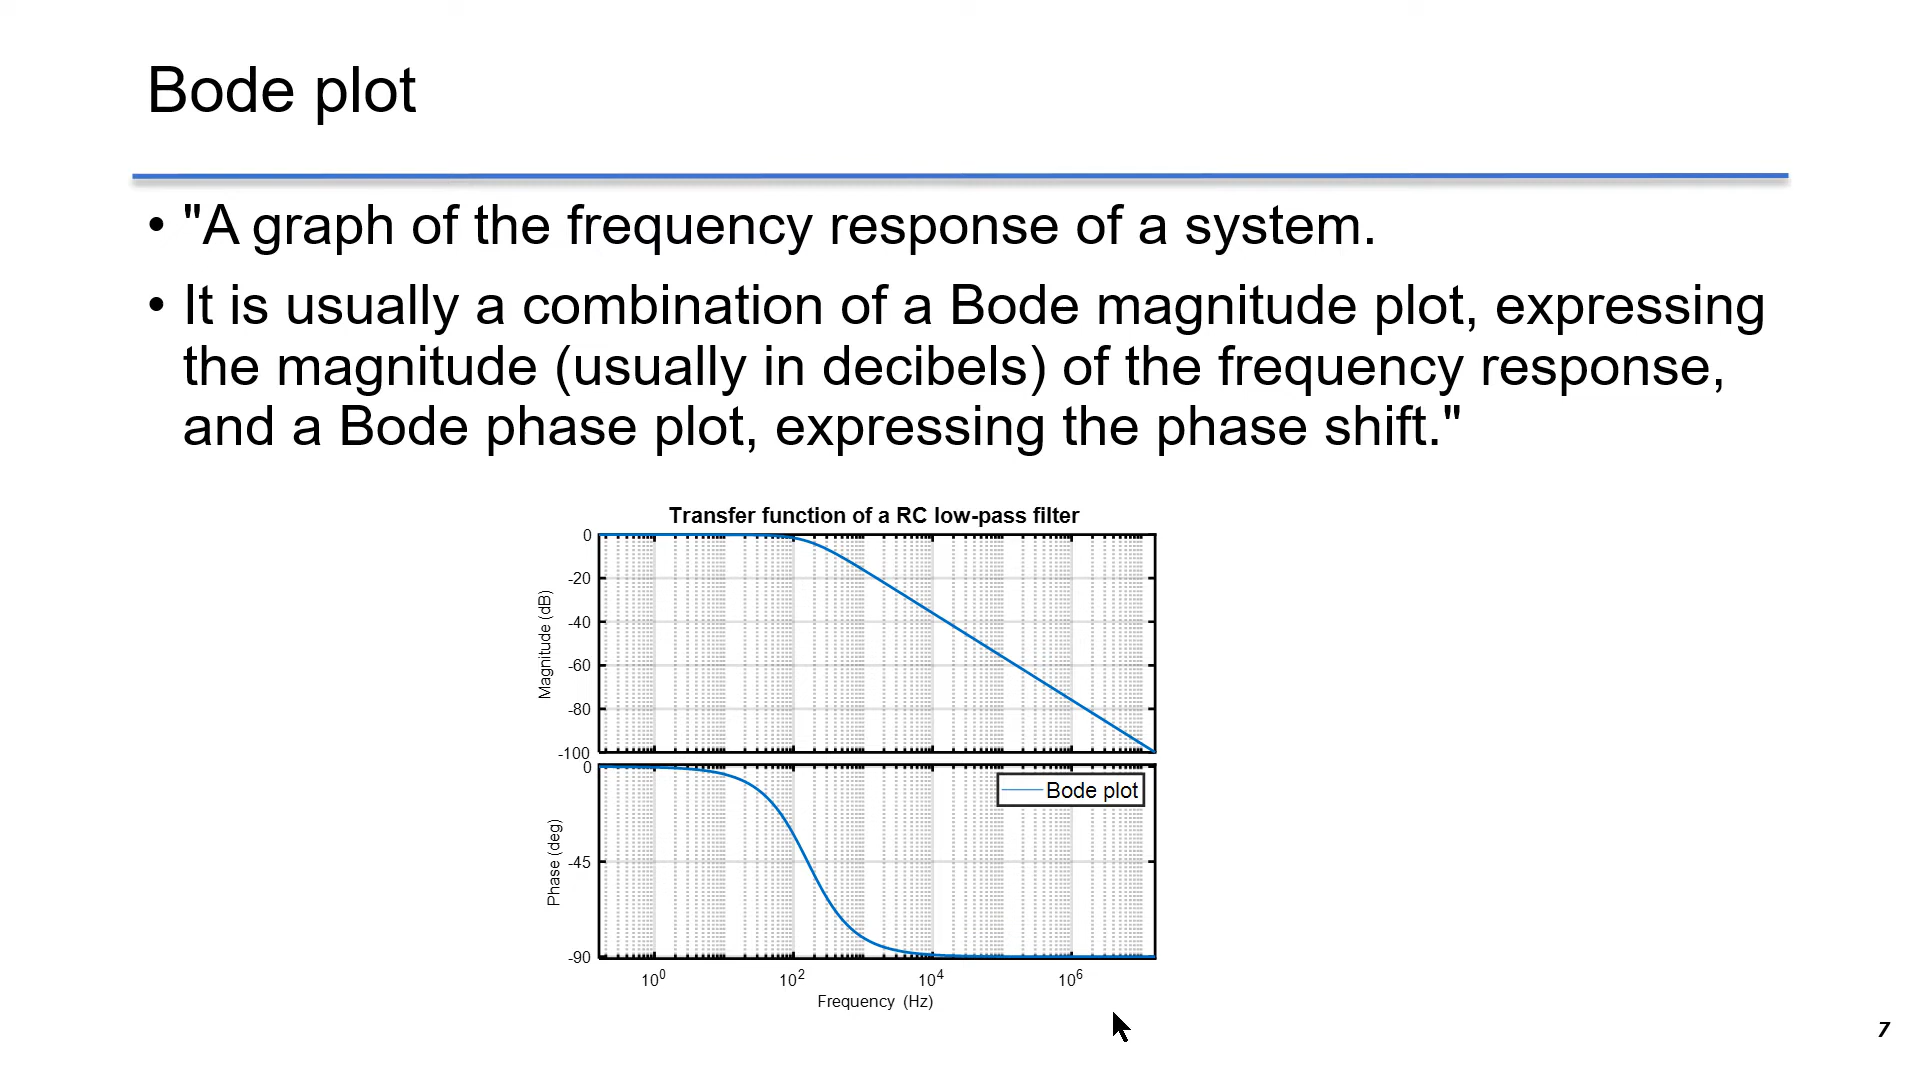 Bode plot
• "A graph of the frequency response of a system.
• It is usually a combination of a Bode magnitude plot, expressing
the magnitude (usually in decibels) of the frequency response,
and a Bode phase plot, expressing the phase shift."
Transfer function of a RC low-pass filter
0
-20
-40
-60
-80
-100
Magnitude (dB)
0
-45
-90
Phase (deg)
Bode plot
10⁰ 10² 10⁴ 10⁶
Frequency (Hz)
7